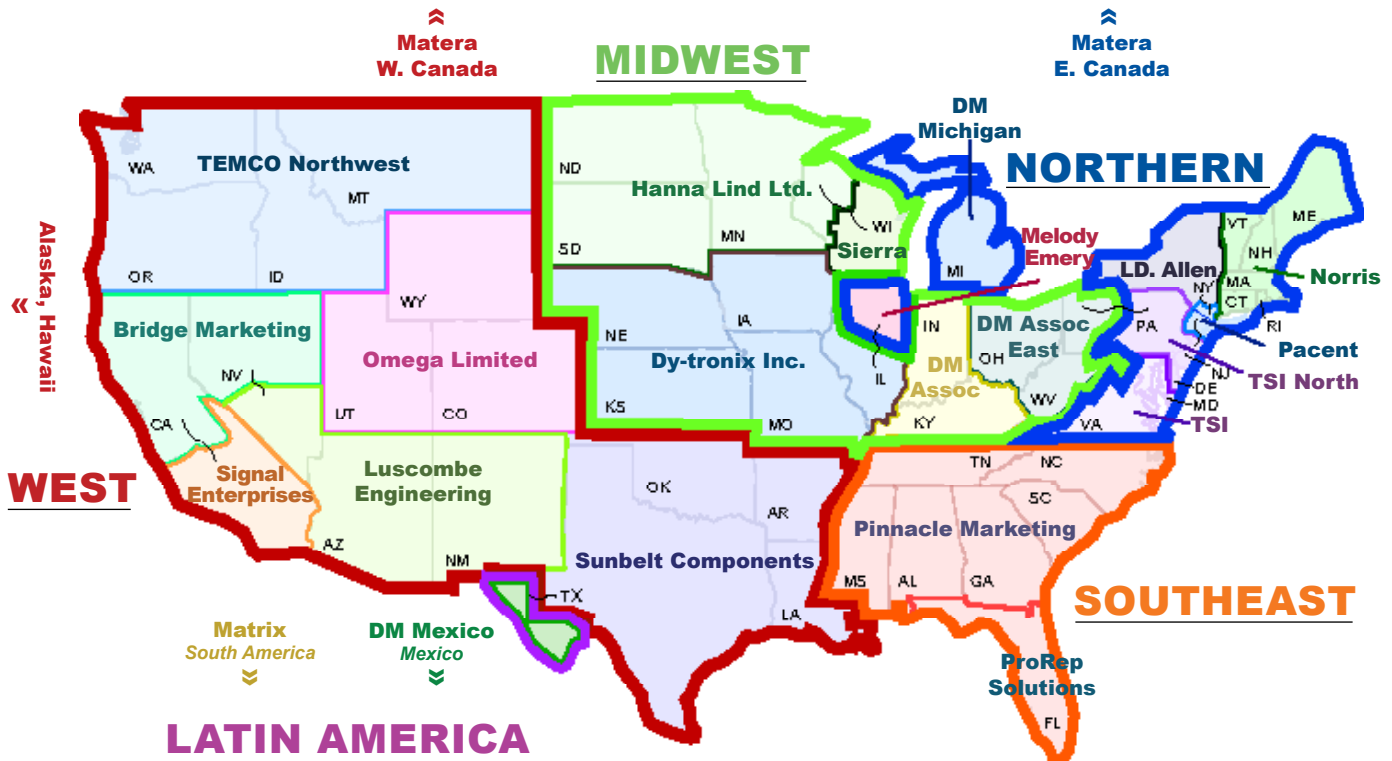 Matera
W. Canada
MIDWEST
Matera
E. Canada
DM
Michigan
NORTHERN
WA
TEMCO Northwest
MT
ND
Hanna Lind Ltd.
WI
VT
ME
SD
MN
Sierra
Melody
Emery
OR
ID
MI
LD. Allen
NH
Norris
NY
MA
CT
RI
Alaska, Hawaii
WY
Bridge Marketing
NE
IA
IN
DM Assoc
East
PA
Pacent
Omega Limited
Dy-tronix Inc.
OH
DM
Assoc
NV
IL
NJ
TSI North
DE
MD
KS
WV
CA
UT
CO
MO
KY
VA
TSI
WEST
Signal
Enterprises
Luscombe
Engineering
OK
TN
NC
SC
AR
Pinnacle Marketing
AZ
NM
Sunbelt Components
MS
AL
GA
TX
LA
SOUTHEAST
Matrix
South America
DM Mexico
Mexico
ProRep
Solutions
FL
LATIN AMERICA